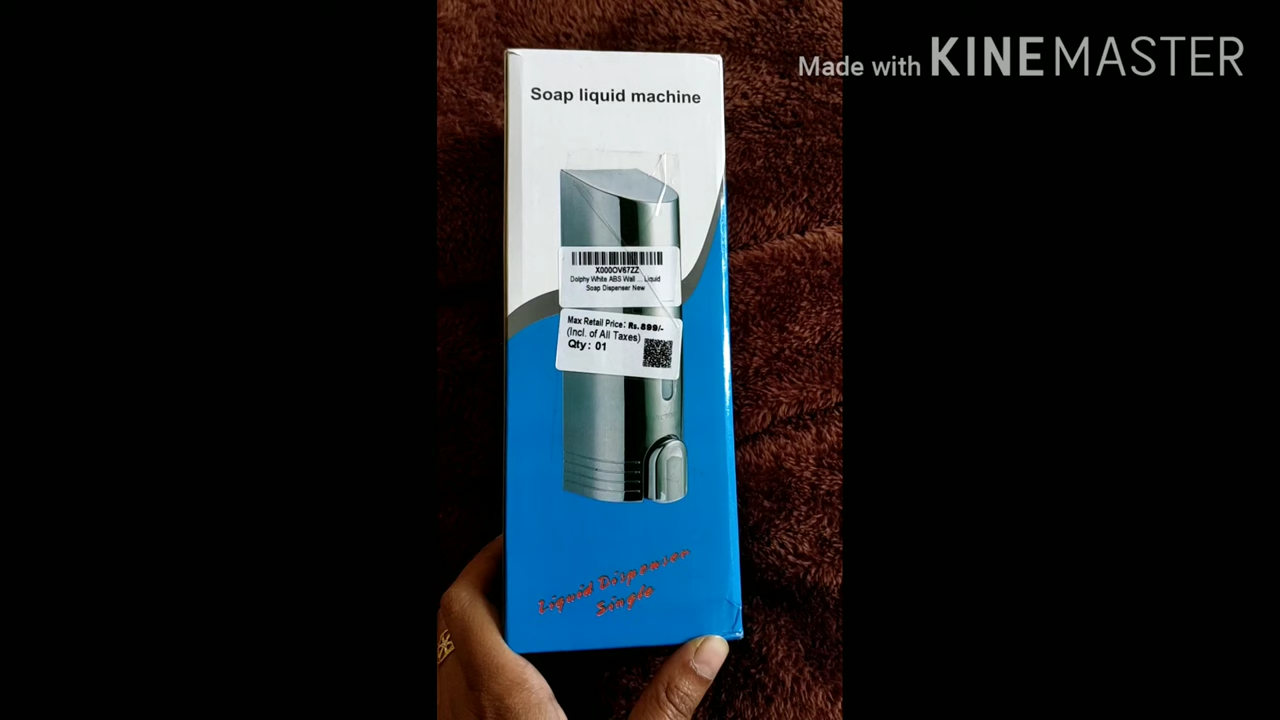 Made with KINEMASTER
Soap liquid machine
X000OV67ZZ
Dolphy White ABS Wall ... Liquid
Soap Dispenser New
Max Retail Price: Rs.899/-
(Incl. of All Taxes)
Qty: 01
Liquid Dispenser
Single